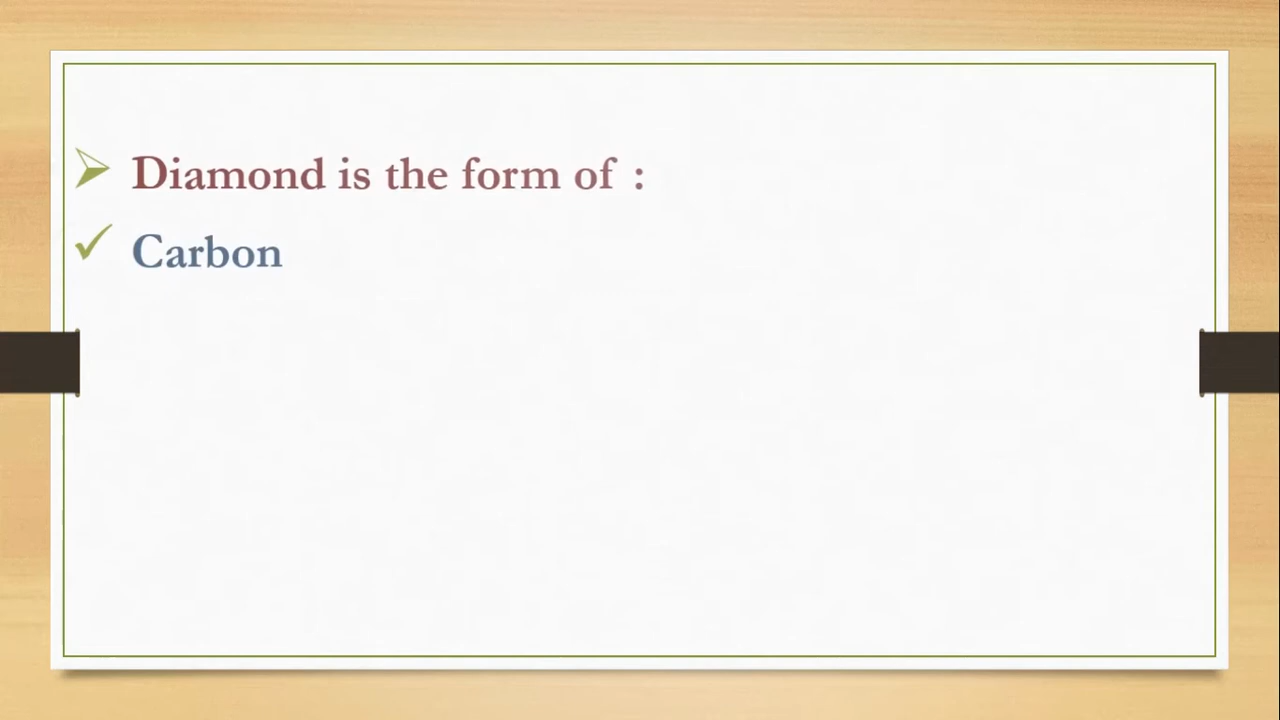 Diamond is the form of :
Carbon